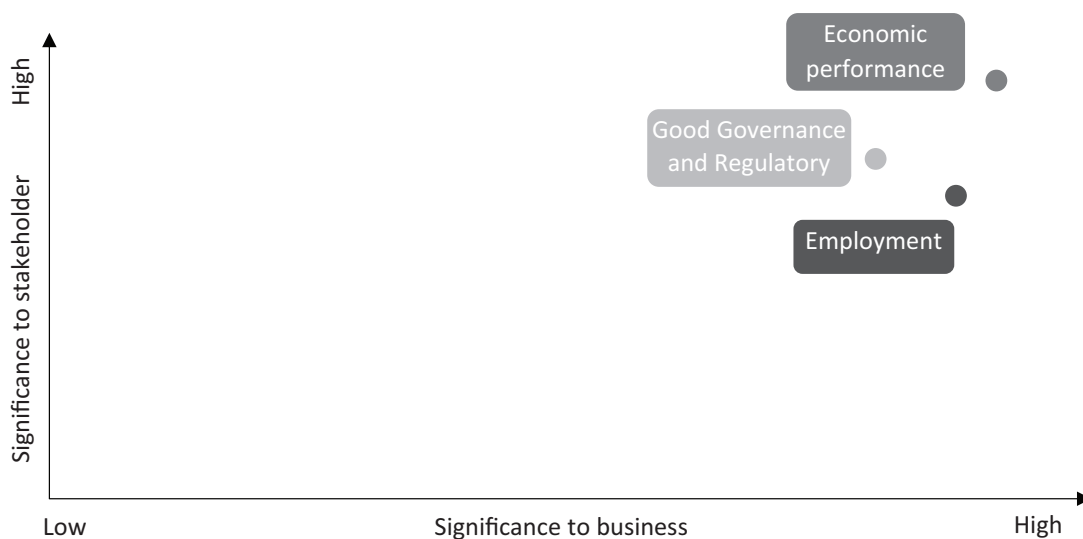 Economic
performance
Good Governance
and Regulatory
Employment
High
Significance to stakeholder
Low
Significance to business
High